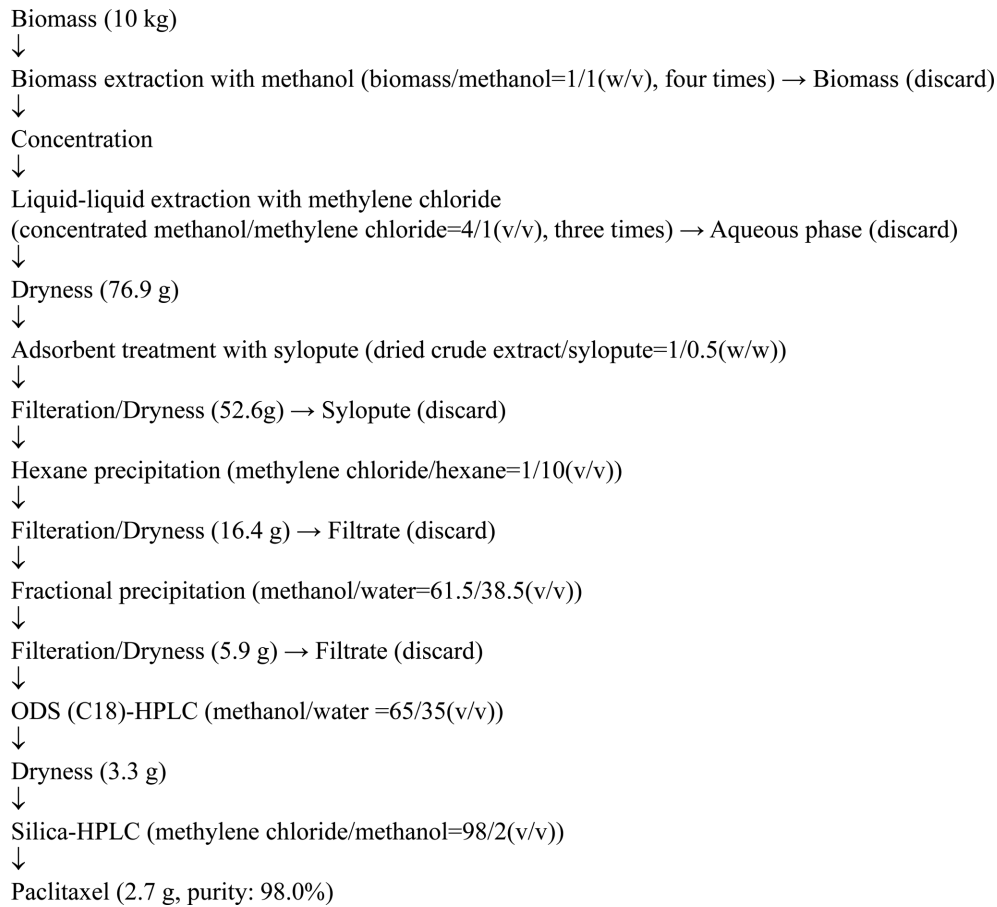 Biomass (10 kg)
↓
Biomass extraction with methanol (biomass/methanol=1/1(w/v), four times) → Biomass (discard)
↓
Concentration
↓
Liquid-liquid extraction with methylene chloride
(concentrated methanol/methylene chloride=4/1(v/v), three times) → Aqueous phase (discard)
↓
Dryness (76.9 g)
↓
Adsorbent treatment with sylopute (dried crude extract/sylopute=1/0.5(w/w))
↓
Filteration/Dryness (52.6g) → Sylopute (discard)
↓
Hexane precipitation (methylene chloride/hexane=1/10(v/v))
↓
Filteration/Dryness (16.4 g) → Filtrate (discard)
↓
Fractional precipitation (methanol/water=61.5/38.5(v/v))
↓
Filteration/Dryness (5.9 g) → Filtrate (discard)
↓
ODS (C18)-HPLC (methanol/water =65/35(v/v))
↓
Dryness (3.3 g)
↓
Silica-HPLC (methylene chloride/methanol=98/2(v/v))
↓
Paclitaxel (2.7 g, purity: 98.0%)